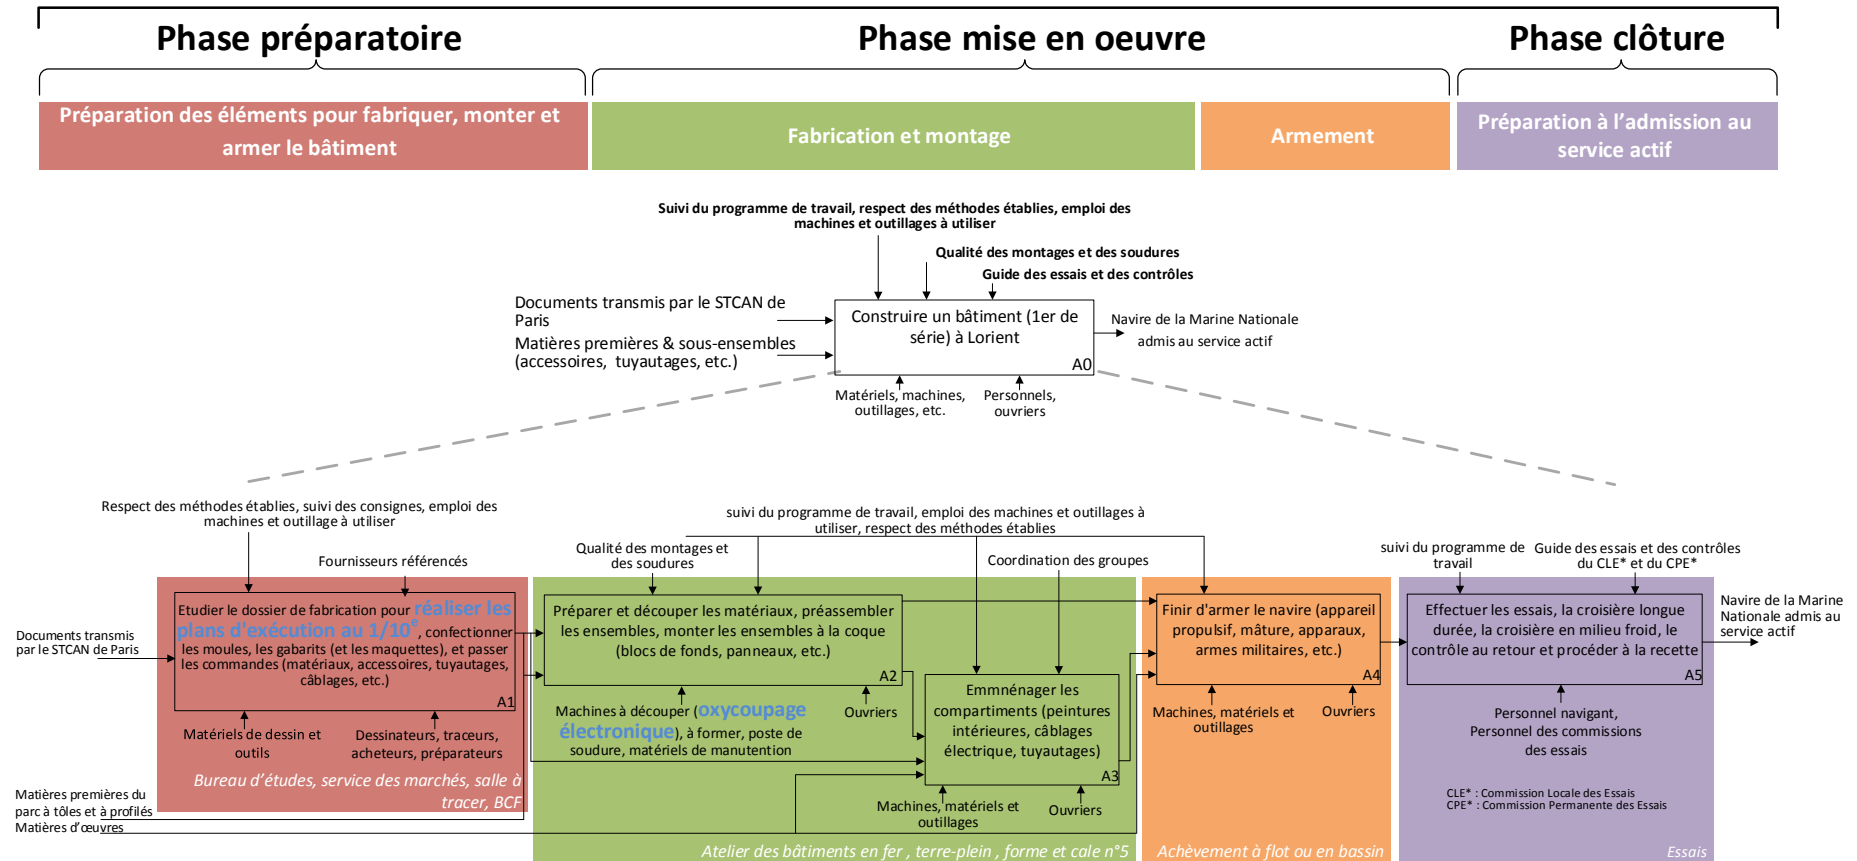 Phase préparatoire
Phase mise en oeuvre
Phase clôture
Préparation des éléments pour fabriquer, monter et
armer le bâtiment
Fabrication et montage
Armement
Préparation à l'admission au
service actif
Suivi du programme de travail, respect des méthodes établies, emploi des
machines et outillages à utiliser
Qualité des montages et des soudures
Guide des essais et des contrôles
Documents transmis par le STCAN de
Paris
Matières premières & sous-ensembles
(accessoires, tuyautages, etc.)
Construire un bâtiment (1er de
série) à Lorient
A0
Navire de la Marine Nationale
admis au service actif
Matériels, machines,
outillages, etc.
Personnels,
ouvriers
Respect des méthodes établies, suivi des consignes, emploi des
machines et outillage à utiliser
Fournisseurs référencés
Documents transmis
par le STCAN de Paris
Etudier le dossier de fabrication pour réaliser les
plans d'exécution au 1/10e, confectionner
les moules, les gabarits (et les maquettes), et passer
les commandes (matériaux, accessoires, tuyautages,
câblages, etc.)
A1
Matériels de dessin et
outils
Dessinateurs, traceurs,
acheteurs, préparateurs
Bureau d'études, service des marchés, salle à
tracer, BCF
Matières premières du
parc à tôles et à profilés
Matières d'œuvres
suivi du programme de travail, emploi des machines et outillages à
utiliser, respect des méthodes établies
Qualité des montages et
des soudures
Coordination des groupes
Préparer et découper les matériaux, préassembler
les ensembles, monter les ensembles à la coque
(blocs de fonds, panneaux, etc.)
A2
Machines à découper (oxycoupage
électronique), à former, poste de
soudure, matériels de manutention
Ouvriers
Emmnénager les
compartiments (peintures
intérieures, câblages
électrique, tuyautages)
A3
Machines, matériels et
outillages
Ouvriers
Atelier des bâtiments en fer , terre-plein , forme et cale n°5
Finir d'armer le navire (appareil
propulsif, mâture, apparaux,
armes militaires, etc.)
A4
Machines, matériels et
outillages
Ouvriers
Achèvement à flot ou en bassin
suivi du programme de
travail
Guide des essais et des contrôles
du CLE* et du CPE*
Effectuer les essais, la croisière longue
durée, la croisière en milieu froid, le
contrôle au retour et procéder à la recette
A5
Navire de la Marine
Nationale admis au
service actif
Personnel navigant,
Personnel des commissions
des essais
CLE* : Commission Locale des Essais
CPE* : Commission Permanente des Essais
Essais